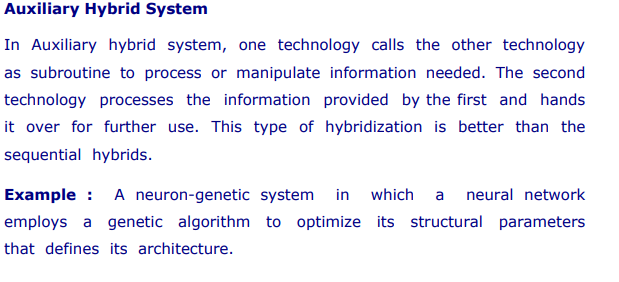 Auxiliary Hybrid System
In Auxiliary hybrid system, one technology calls the other technology
as subroutine to process or manipulate information needed. The second
technology processes the information provided by the first and hands
it over for further use. This type of hybridization is better than the
sequential hybrids.
Example : A neuron-genetic system in which a neural network
employs a genetic algorithm to optimize its structural parameters
that defines its architecture.